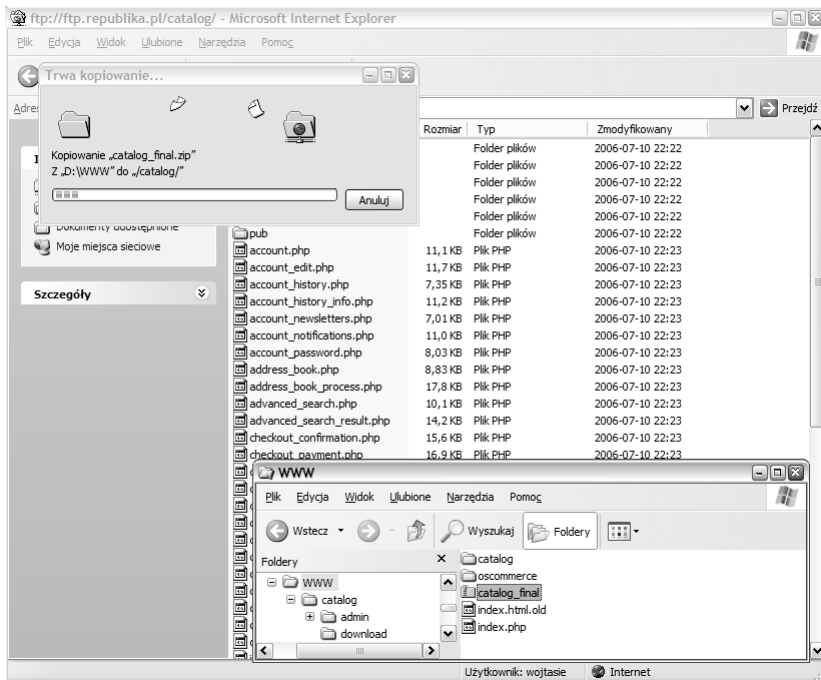 ftp://ftp.republika.pl/catalog/ - Microsoft Internet Explorer
Plik Edycja Widok Ulubione Narzędzia Pomoc
Trwa kopiowanie...
Kopiowanie „catalog_final.zip”
Z „D:\WWW” do „/catalog/”
Anuluj
Przejdź
Rozmiar Typ Zmodyfikowany
Folder plików 2006-07-10 22:22
Folder plików 2006-07-10 22:22
Folder plików 2006-07-10 22:22
Folder plików 2006-07-10 22:22
Folder plików 2006-07-10 22:22
pub Folder plików 2006-07-10 22:22
account.php 11,1 KB Plik PHP 2006-07-10 22:23
account_edit.php 11,7 KB Plik PHP 2006-07-10 22:23
account_history.php 7,35 KB Plik PHP 2006-07-10 22:23
account_history_info.php 11,2 KB Plik PHP 2006-07-10 22:23
account_newsletters.php 7,01 KB Plik PHP 2006-07-10 22:23
account_notifications.php 11,0 KB Plik PHP 2006-07-10 22:23
account_password.php 8,03 KB Plik PHP 2006-07-10 22:23
address_book.php 8,83 KB Plik PHP 2006-07-10 22:23
address_book_process.php 17,8 KB Plik PHP 2006-07-10 22:23
advanced_search.php 10,1 KB Plik PHP 2006-07-10 22:23
advanced_search_result.php 14,2 KB Plik PHP 2006-07-10 22:23
checkout_confirmation.php 15,6 KB Plik PHP 2006-07-10 22:23
checkout_payment.php 16,9 KB Plik PHP 2006-07-10 22:23
Dokumenty udostępnione
Moje miejsca sieciowe
Szczegóły
WWW
Plik Edycja Widok Ulubione Narzędzia Pomoc
Wstecz Wyszukaj Foldery
Foldery
WWW
catalog
admin
download
catalog
oscommerce
catalog_final
index.html.old
index.php
Użytkownik: wojtasie Internet